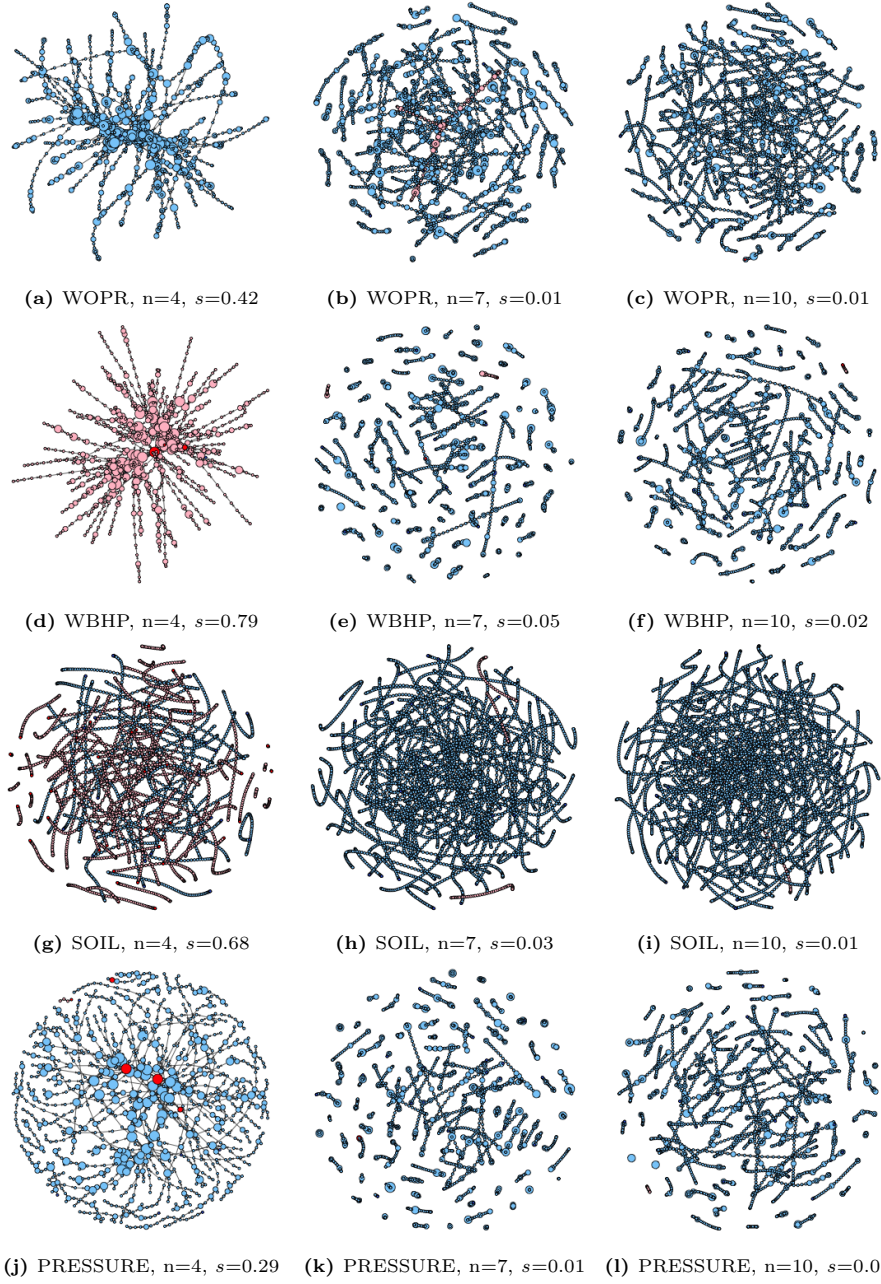 (a) WOPR, n=4, s=0.42
(b) WOPR, n=7, s=0.01
(c) WOPR, n=10, s=0.01
(d) WBHP, n=4, s=0.79
(e) WBHP, n=7, s=0.05
(f) WBHP, n=10, s=0.02
(g) SOIL, n=4, s=0.68
(h) SOIL, n=7, s=0.03
(i) SOIL, n=10, s=0.01
(j) PRESSURE, n=4, s=0.29
(k) PRESSURE, n=7, s=0.01
(l) PRESSURE, n=10, s=0.0